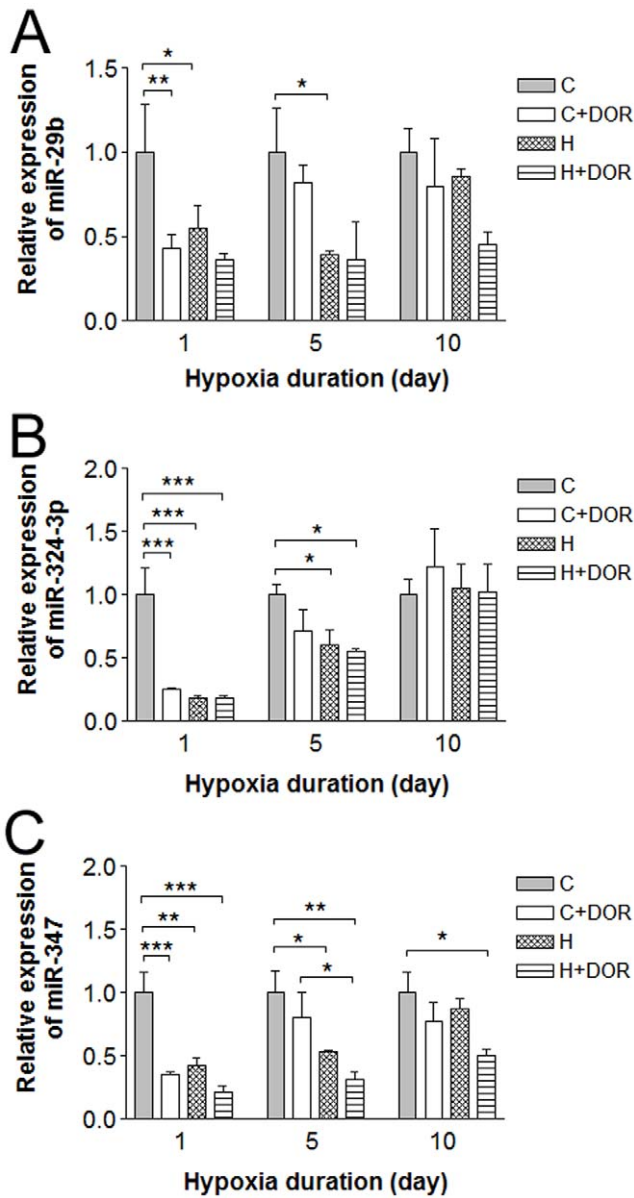 A
Relative expression
of miR-29b
1.5
1.0
0.5
0.0
*
**
*
1
5
10
Hypoxia duration (day)
C
C+DOR
H
H+DOR
B
Relative expression
of miR-324-3p
2.0
1.5
1.0
0.5
0.0
***
***
***
*
*
1
5
10
Hypoxia duration (day)
C
C+DOR
H
H+DOR
C
Relative expression
of miR-347
2.0
1.5
1.0
0.5
0.0
***
**
***
**
*
*
*
1
5
10
Hypoxia duration (day)
C
C+DOR
H
H+DOR